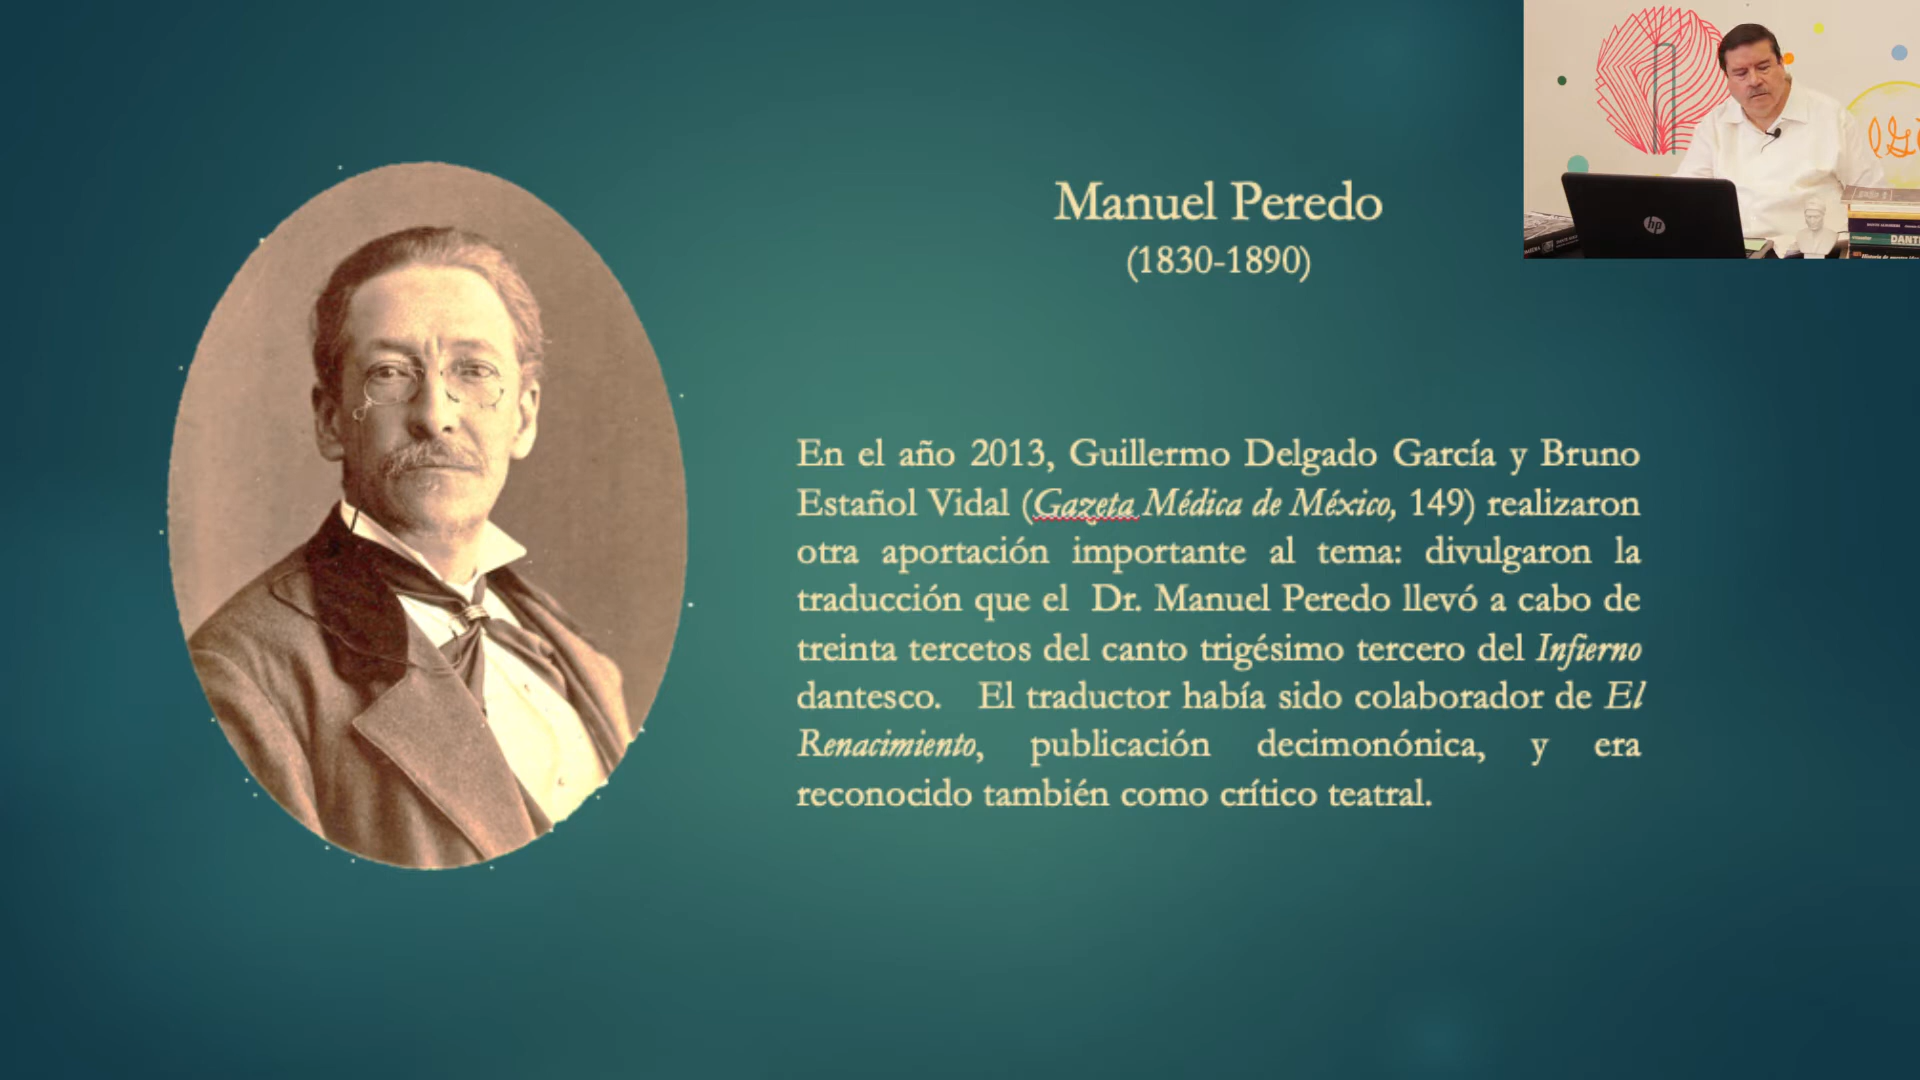 Manuel Peredo
(1830-1890)
En el año 2013, Guillermo Delgado García y Bruno
Estañol Vidal (Gazeta Médica de México, 149) realizaron
otra aportación importante al tema: divulgaron la
traducción que el Dr. Manuel Peredo llevó a cabo de
treinta tercetos del canto trigésimo tercero del Infierno
dantesco. El traductor había sido colaborador de El
Renacimiento, publicación decimonónica, y era
reconocido también como crítico teatral.
hp
DANT